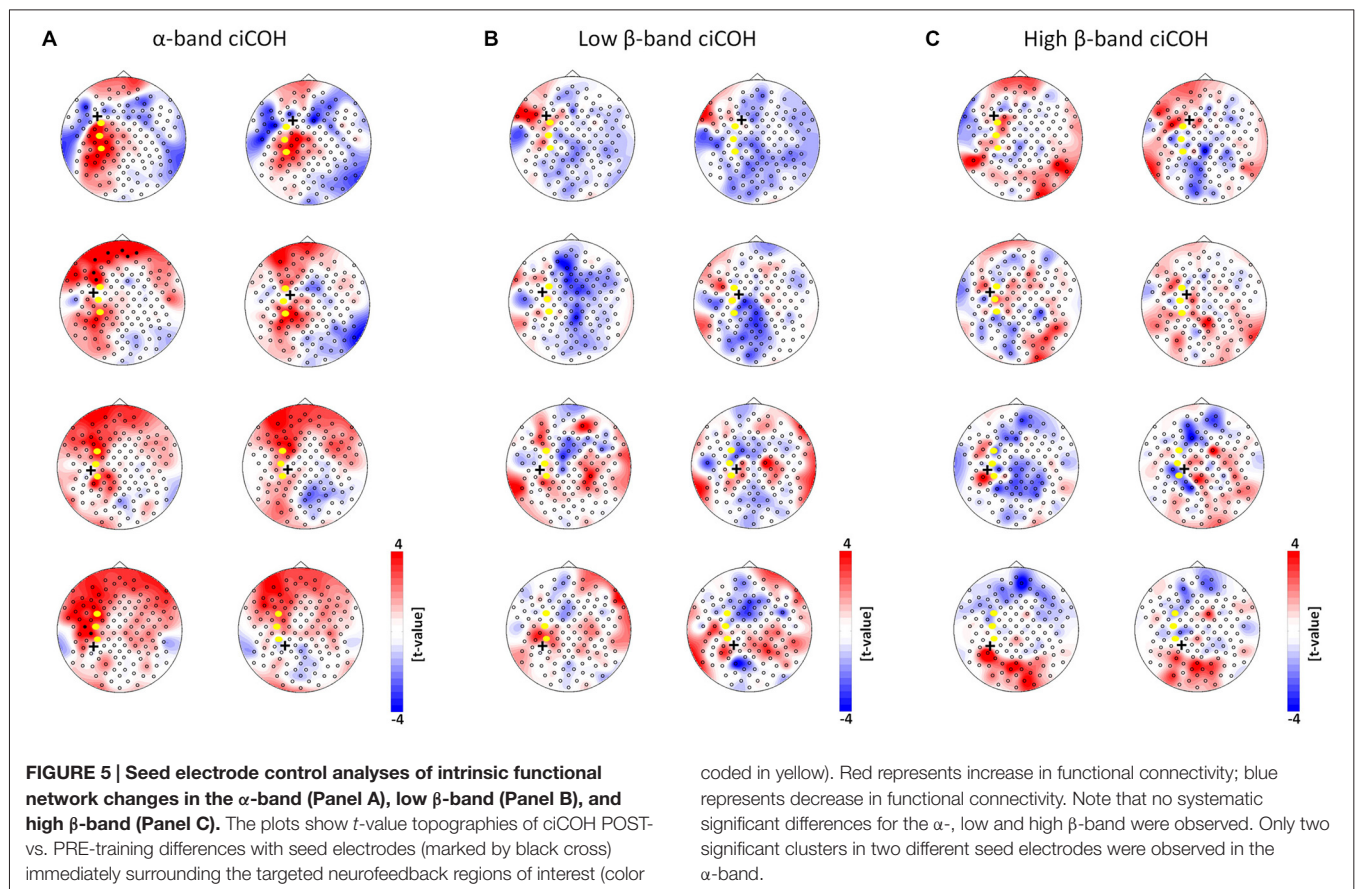 A
α-band ciCOH
B
Low β-band ciCOH
C
High β-band ciCOH
4
[t-value]
-4
4
[t-value]
-4
4
[t-value]
-4
FIGURE 5 | Seed electrode control analyses of intrinsic functional
network changes in the α-band (Panel A), low β-band (Panel B), and
high β-band (Panel C). The plots show t-value topographies of ciCOH POST-
vs. PRE-training differences with seed electrodes (marked by black cross)
immediately surrounding the targeted neurofeedback regions of interest (color
coded in yellow). Red represents increase in functional connectivity; blue
represents decrease in functional connectivity. Note that no systematic
significant differences for the α-, low and high β-band were observed. Only two
significant clusters in two different seed electrodes were observed in the
α-band.